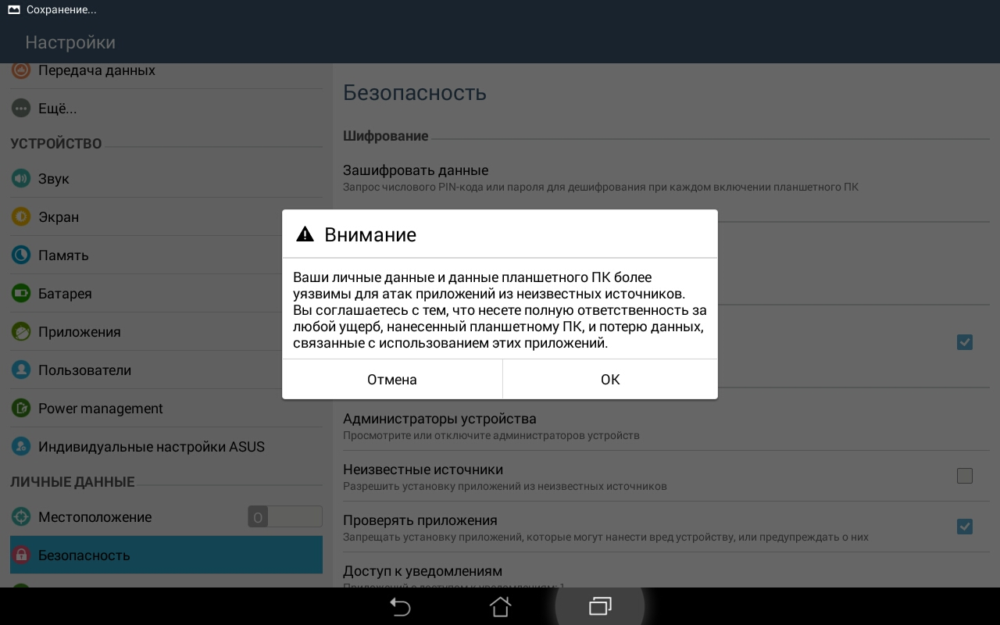 Сохранение...
Настройки
Передача данных
Ещё...
УСТРОЙСТВО
Звук
Экран
Память
Батарея
Приложения
Пользователи
Power management
Индивидуальные настройки ASUS
ЛИЧНЫЕ ДАННЫЕ
Местоположение
O
Безопасность
Безопасность
Шифрование
Зашифровать данные
Запрос числового PIN-кода или пароля для дешифрования при каждом включении планшетного ПК
Внимание
Ваши личные данные и данные планшетного ПК более
уязвимы для атак приложений из неизвестных источников.
Вы соглашаетесь с тем, что несете полную ответственность за
любой ущерб, нанесенный планшетному ПК, и потерю данных,
связанные с использованием этих приложений.
Отмена
ОК
Администраторы устройства
Просмотрите или отключите администраторов устройств
Неизвестные источники
Разрешить установку приложений из неизвестных источников
Проверять приложения
Запрещать установку приложений, которые могут нанести вред устройству, или предупреждать о них
Доступ к уведомлениям
Приложений с доступом к уведомлениям: 1